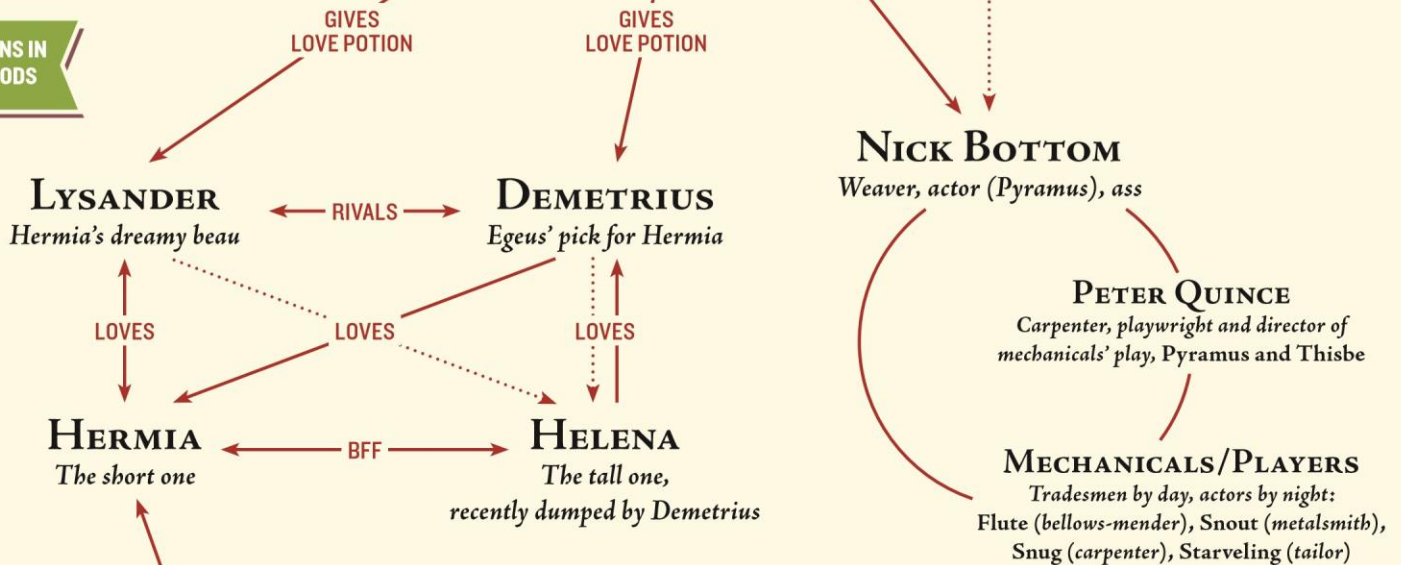 GIVES
LOVE POTION
GIVES
LOVE POTION
NS IN
ODS
NICK BOTTOM
Weaver, actor (Pyramus), ass
LYSANDER
Hermia's dreamy beau
RIVALS
DEMETRIUS
Egeus' pick for Hermia
LOVES
LOVES
LOVES
PETER QUINCE
Carpenter, playwright and director of
mechanicals' play, Pyramus and Thisbe
HERMIA
The short one
BFF
HELENA
The tall one,
recently dumped by Demetrius
MECHANICALS/PLAYERS
Tradesmen by day, actors by night:
Flute (bellows-mender), Snout (metalsmith),
Snug (carpenter), Starveling (tailor)